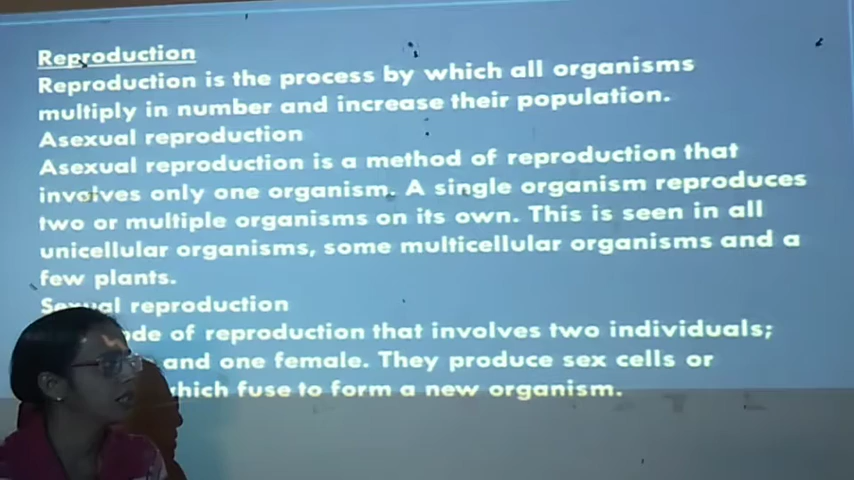 Reproduction
Reproduction is the process by which all organisms
multiply in number and increase their population.
Asexual reproduction
Asexual reproduction is a method of reproduction that
involves only one organism. A single organism reproduces
two or multiple organisms on its own. This is seen in all
unicellular organisms, some multicellular organisms and a
few plants.
Sexual reproduction
of reproduction that involves two individuals;
and one female. They produce sex cells or
which fuse to form a new organism.